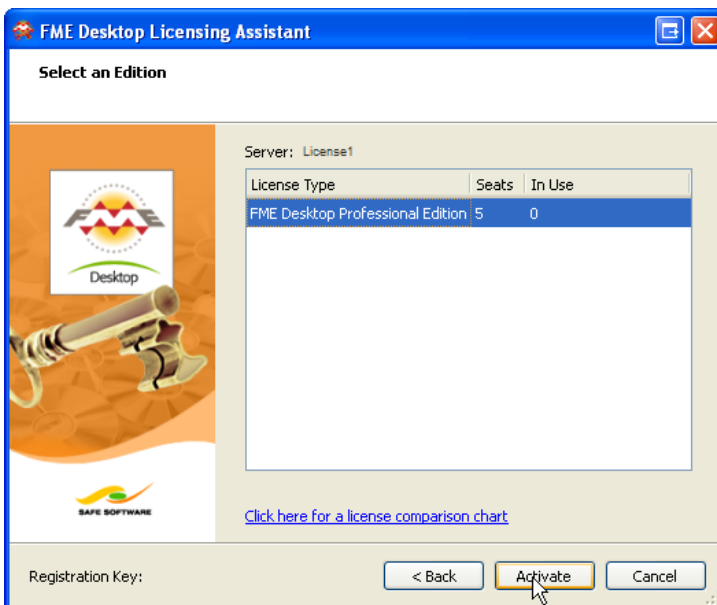 FME Desktop Licensing Assistant
Select an Edition
Server: License1
License Type Seats In Use
FME Desktop Professional Edition 5 0
FME
Desktop
SAFE SOFTWARE
Click here for a license comparison chart
Registration Key: < Back Activate Cancel